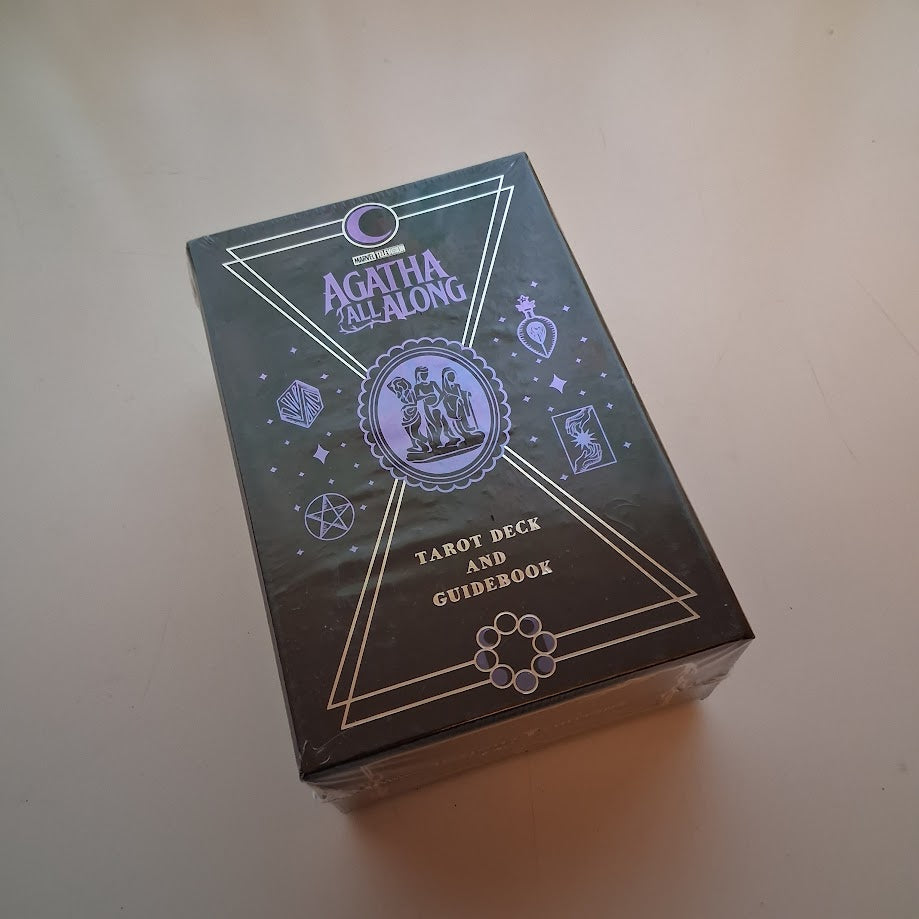 MARVEL TELEVISION
AGATHA
ALL ALONG
TAROT DECK
AND
GUIDEBOOK